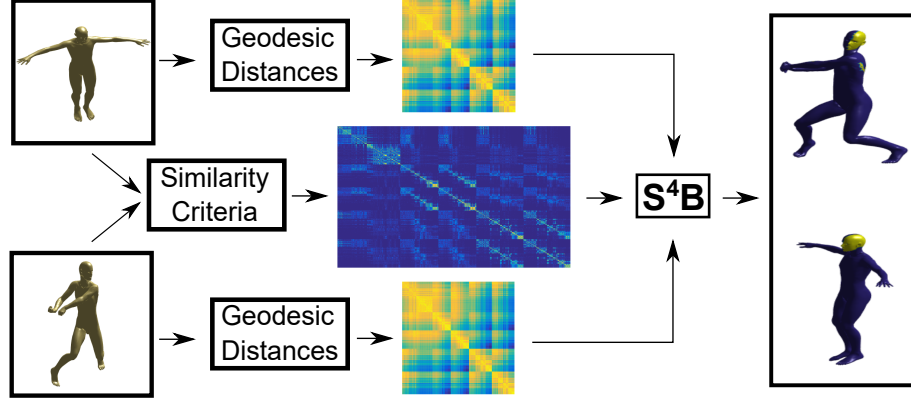 Geodesic
Distances
Similarity
Criteria
S⁴B
Geodesic
Distances